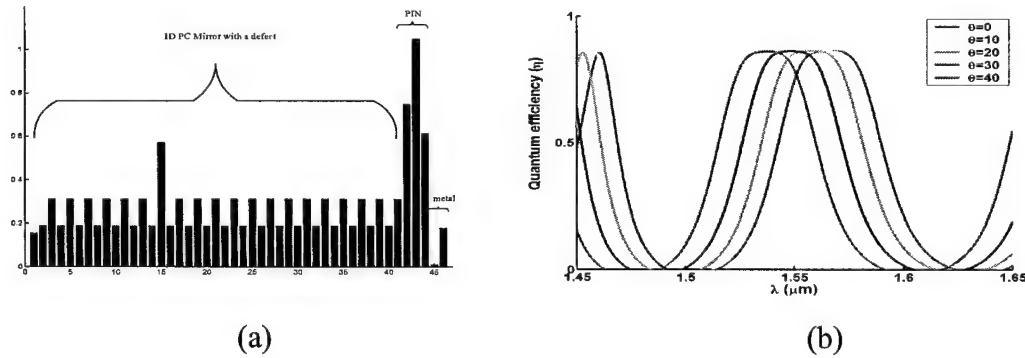 PIN
1D PC Mirror with a defect
metal
1
0.8
0.6
0.4
0.2
0
0 5 10 15 20 25 30 35 40 45
(a)
Quantum efficiency (η)
1
0.5
0
1.45 1.5 1.55 1.6 1.65
λ (μm)
Θ=0
Θ=10
Θ=20
Θ=30
Θ=40
(b)